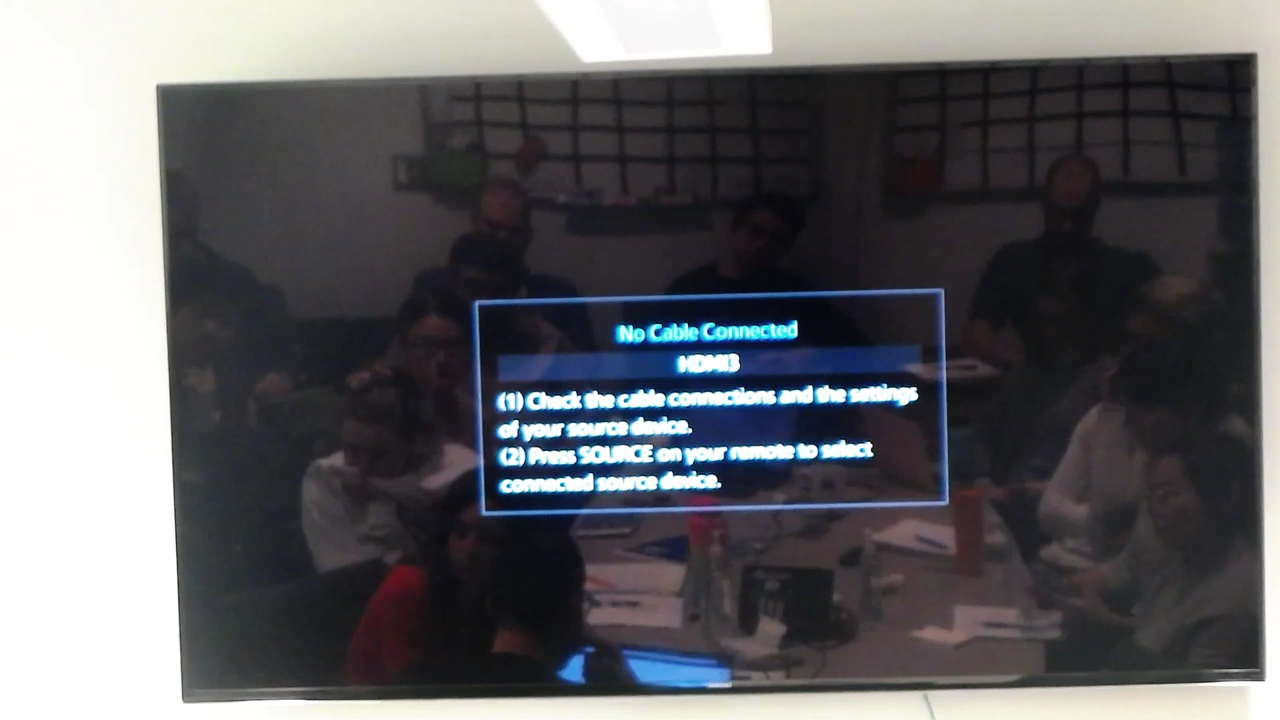 No Cable Connected
HDMI3
(1) Check the cable connections and the settings
of your source device.
(2) Press SOURCE on your remote to select
connected source device.